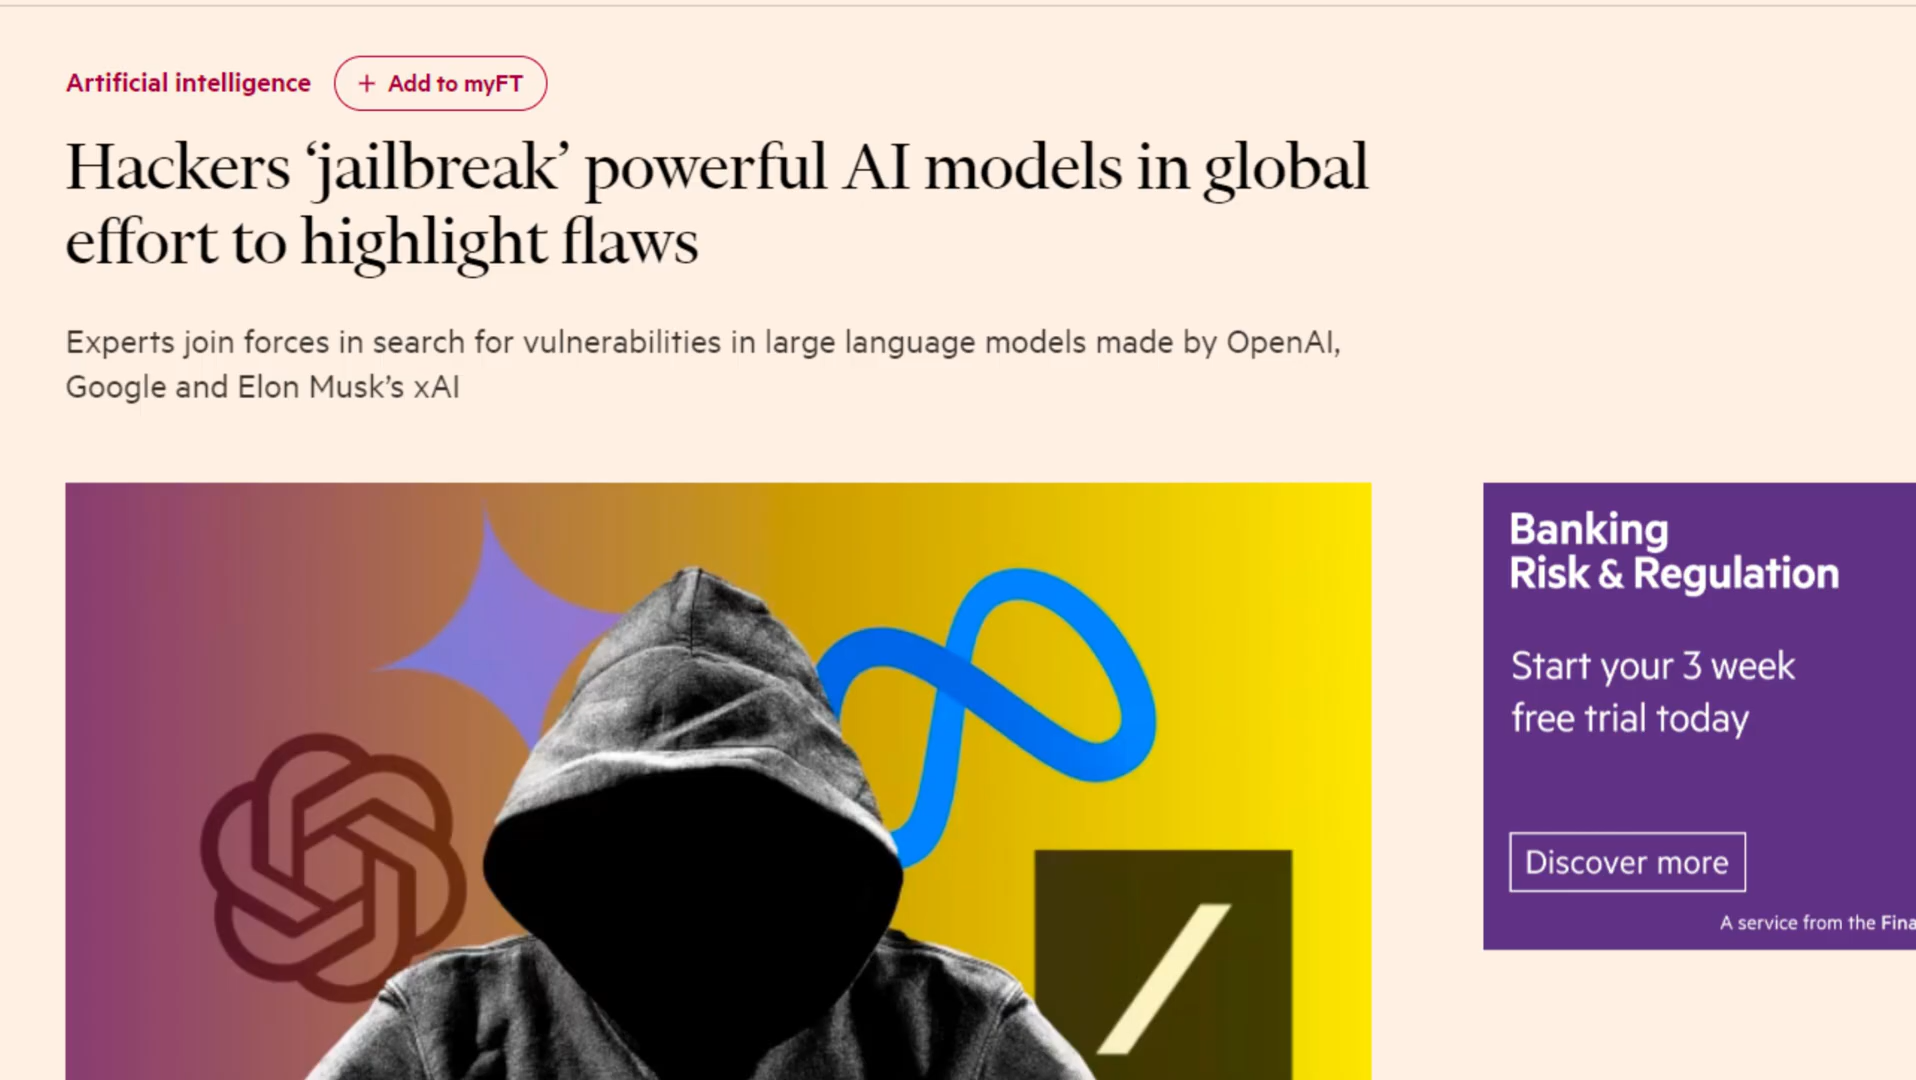 Artificial intelligence
+ Add to myFT
Hackers ‘jailbreak’ powerful AI models in global
effort to highlight flaws
Experts join forces in search for vulnerabilities in large language models made by OpenAI,
Google and Elon Musk’s xAI
Banking
Risk & Regulation
Start your 3 week
free trial today
Discover more
A service from the Fina